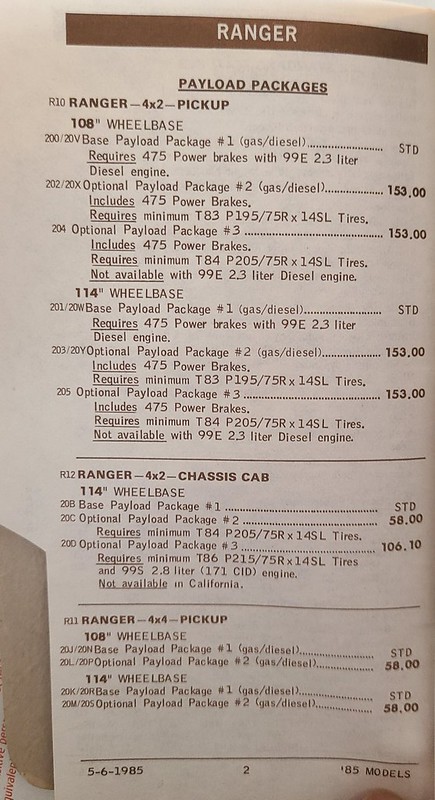 RANGER
PAYLOAD PACKAGES
R10 RANGER—4x2—PICKUP
108" WHEELBASE
200/20V Base Payload Package #1 (gas/diesel)........................ STD
Requires 475 Power brakes with 99E 2.3 liter
Diesel engine.
202/20X Optional Payload Package #2 (gas/diesel)........................ 153.00
Includes 475 Power Brakes.
Requires minimum T83 P195/75R x 14SL Tires.
204 Optional Payload Package #3 ........................ 153.00
Includes 475 Power Brakes.
Requires minimum T84 P205/75R x 14SL Tires.
Not available with 99E 2.3 liter Diesel engine.
114" WHEELBASE
201/20W Base Payload Package #1 (gas/diesel)........................ STD
Requires 475 Power brakes with 99E 2.3 liter
Diesel engine.
203/20Y Optional Payload Package #2 (gas/diesel)........................ 153.00
Includes 475 Power Brakes.
Requires minimum T83 P195/75R x 14SL Tires.
205 Optional Payload Package #3 ........................ 153.00
Includes 475 Power Brakes.
Requires minimum T84 P205/75R x 14SL Tires.
Not available with 99E 2.3 liter Diesel engine.
R12 RANGER—4x2—CHASSIS CAB
114" WHEELBASE
20B Base Payload Package #1 ........................ STD
20C Optional Payload Package #2 ........................ 58.00
Requires minimum T84 P205/75R x 14SL Tires.
20D Optional Payload Package #3 ........................ 106.10
Requires minimum T86 P215/75R x 14SL Tires
and 99S 2.8 liter (171 CID) engine.
Not available in California.
R11 RANGER—4x4—PICKUP
108" WHEELBASE
20J/20N Base Payload Package #1 (gas/diesel)........................ STD
20L/20P Optional Payload Package #2 (gas/diesel)........................ 58.00
114" WHEELBASE
20K/20R Base Payload Package #1 (gas/diesel)........................ STD
20M/20S Optional Payload Package #2 (gas/diesel)........................ 58.00
5-6-1985 2 '85 MODELS